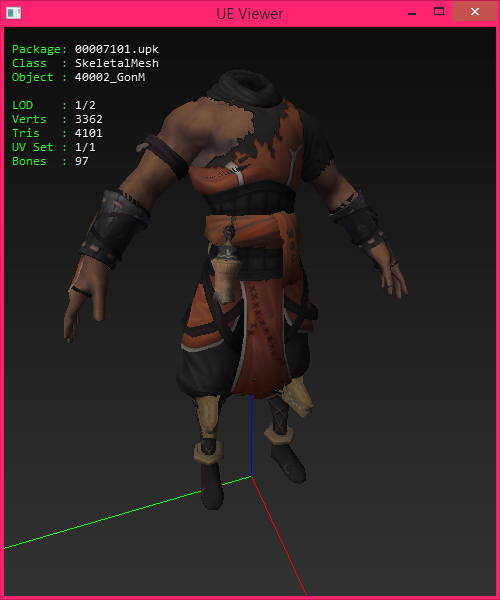 UE Viewer
Package: 00007101.upk
Class : SkeletalMesh
Object : 40002_GonM
LOD : 1/2
Verts : 3362
Tris : 4101
UV Set : 1/1
Bones : 97